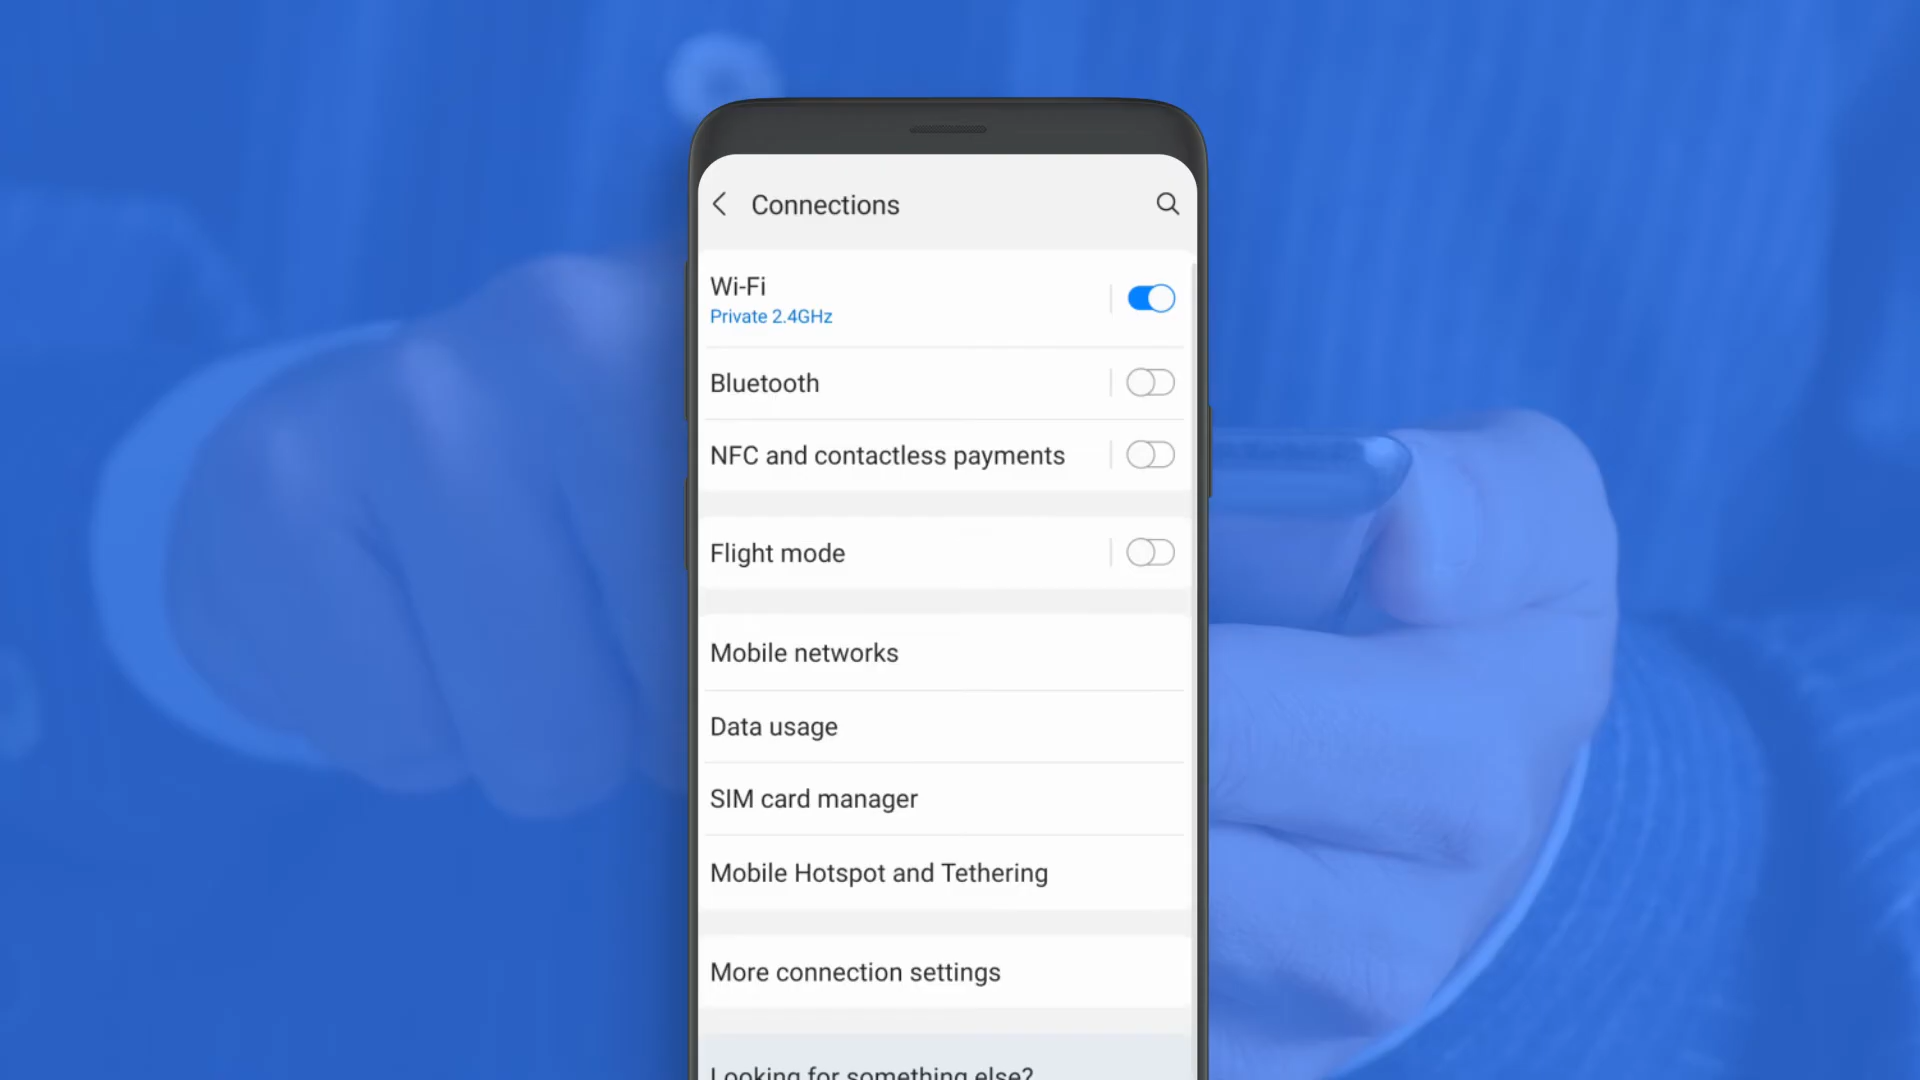 Connections
Wi-Fi
Private 2.4GHz
Bluetooth
NFC and contactless payments
Flight mode
Mobile networks
Data usage
SIM card manager
Mobile Hotspot and Tethering
More connection settings
Looking for something else?